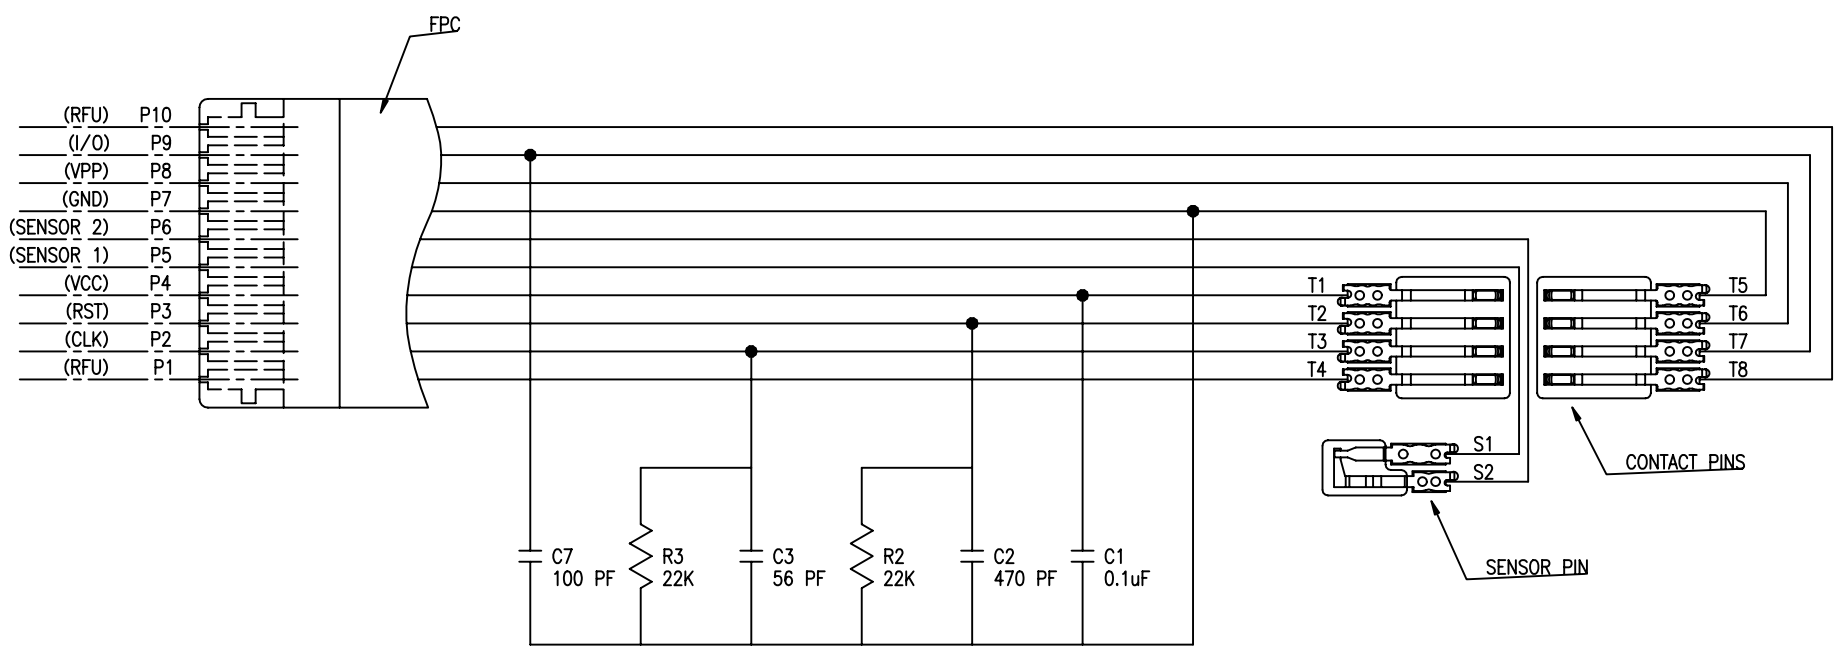 FPC
(RFU) P10
(I/O) P9
(VPP) P8
(GND) P7
(SENSOR 2) P6
(SENSOR 1) P5
(VCC) P4
(RST) P3
(CLK) P2
(RFU) P1
T1
T2
T3
T4
T5
T6
T7
T8
S1
S2
CONTACT PINS
SENSOR PIN
C7
100 PF
R3
22K
C3
56 PF
R2
22K
C2
470 PF
C1
0.1uF